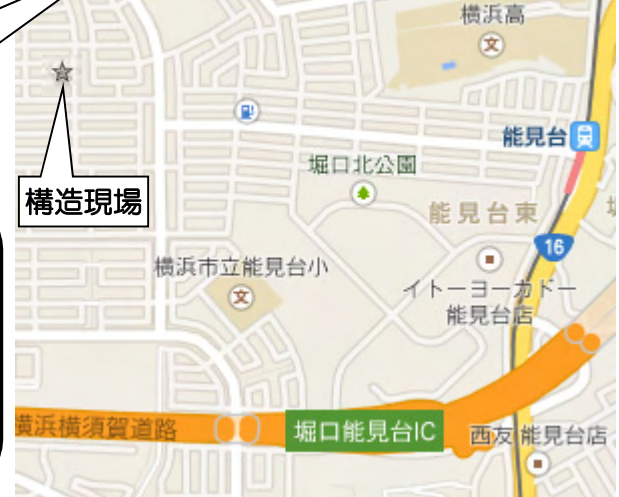 横浜高
文
能見台
堀口北公園
構造現場
能見台東
16
横浜市立能見台小
文
イトーヨーカドー
能見台店
横浜横須賀道路
堀口能見台IC
西友 能見台店